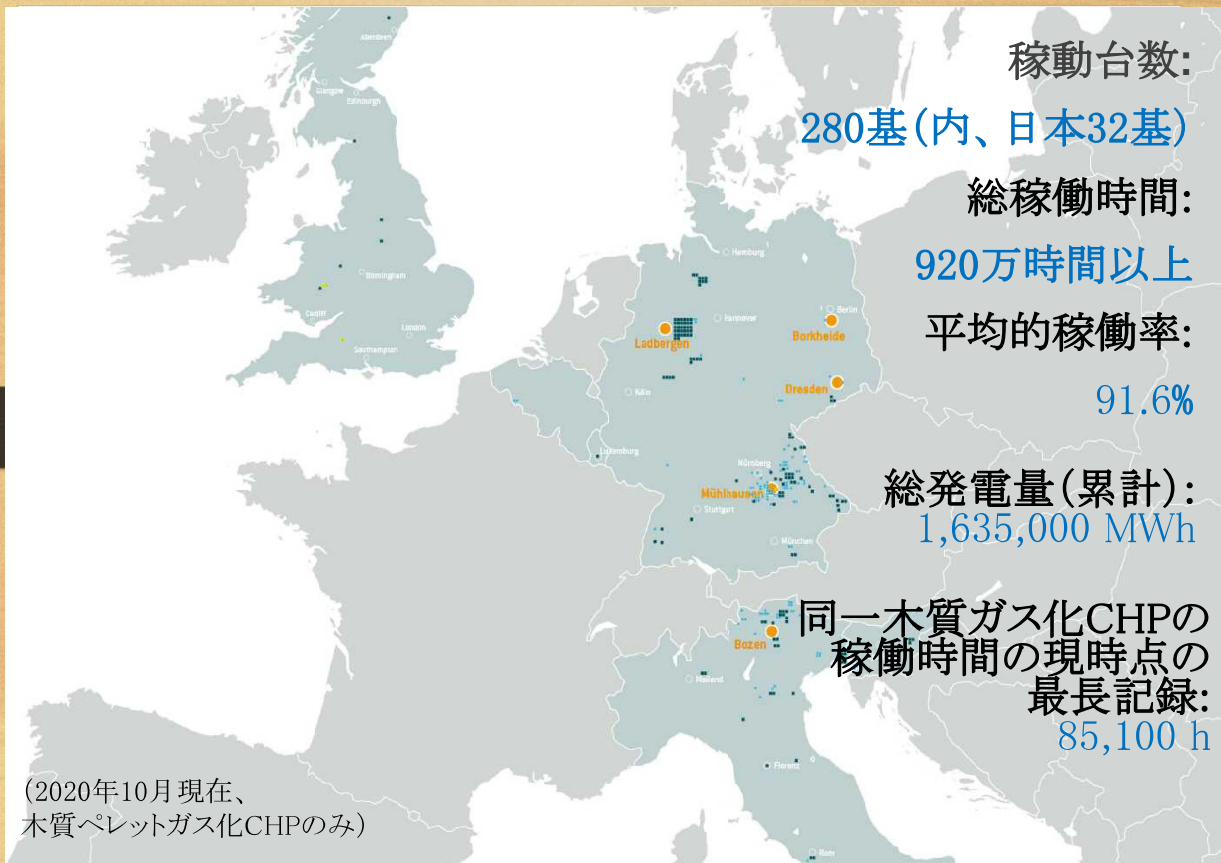 稼動台数:
280基(内、日本32基)
総稼働時間:
920万時間以上
平均的稼働率:
91.6%
総発電量(累計):
1,635,000 MWh
同一木質ガス化CHPの
稼働時間の現時点の
最長記録:
85,100 h
(2020年10月現在、
木質ペレットガス化CHPのみ)
Aberdeen
Glasgow
Edinburgh
Birmingham
Cardiff
London
Southampton
Hamburg
Hannover
Berlin
Ladbergen
Borkheide
Dresden
Köln
Luxemburg
Nürnberg
Mühlhausen
Stuttgart
München
Bozen
Mailand
Florenz
Rom